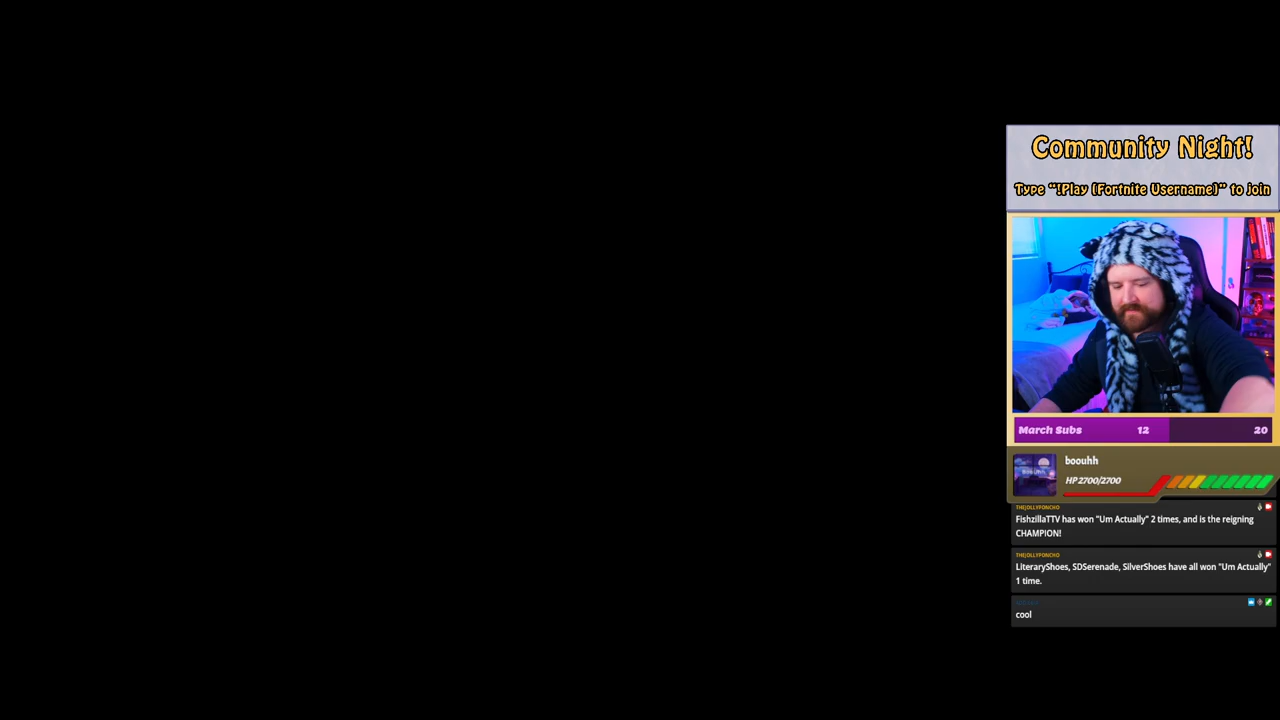 Community Night!
Type "!Play (Fortnite Username)" to Join
March Subs 12 20
boouhh
HP 2700/2700
THEJOLLYPONCHO
FishzillaTTV has won "Um Actually" 2 times, and is the reigning
CHAMPION!
THEJOLLYPONCHO
LiteraryShoes, SDSerenade, SilverShoes have all won "Um Actually"
1 time.
cool